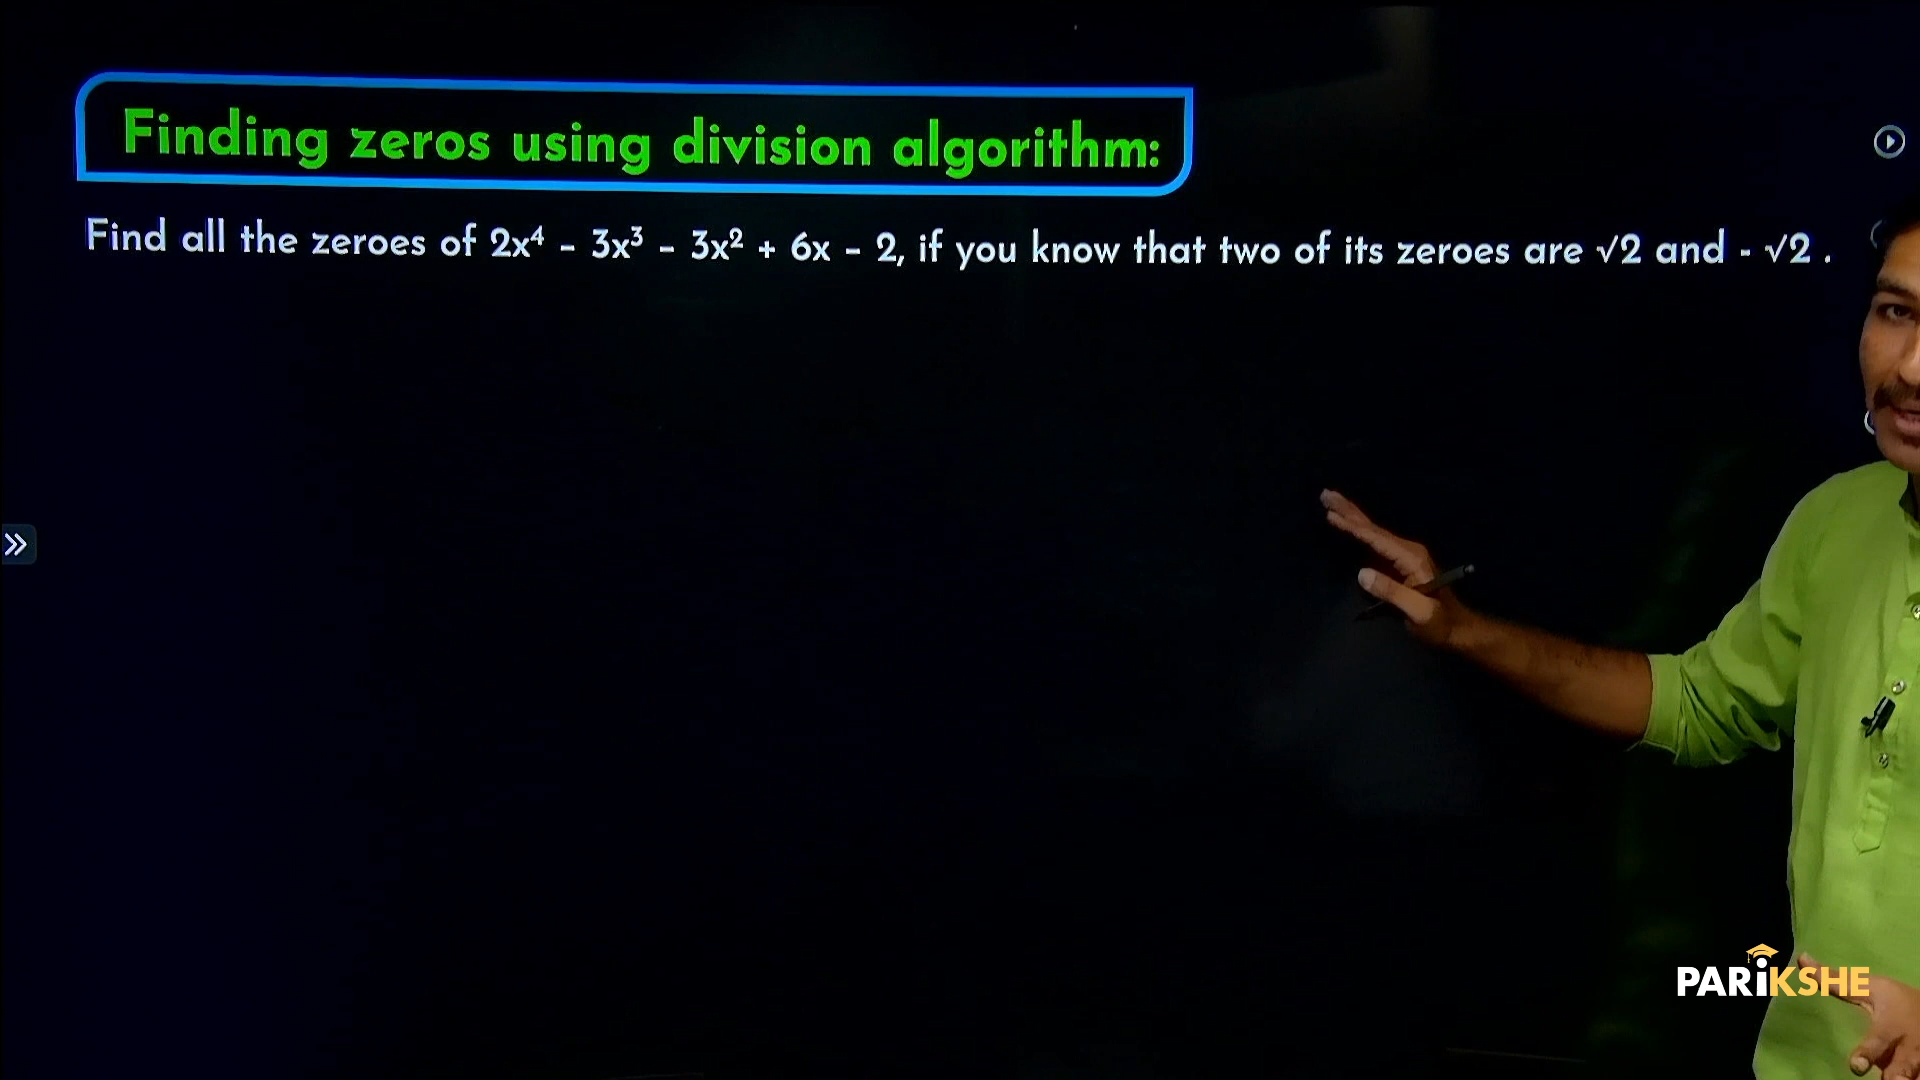 Finding zeros using division algorithm:
Find all the zeroes of 2x⁴ - 3x³ - 3x² + 6x - 2, if you know that two of its zeroes are √2 and - √2 .
PARiKSHE